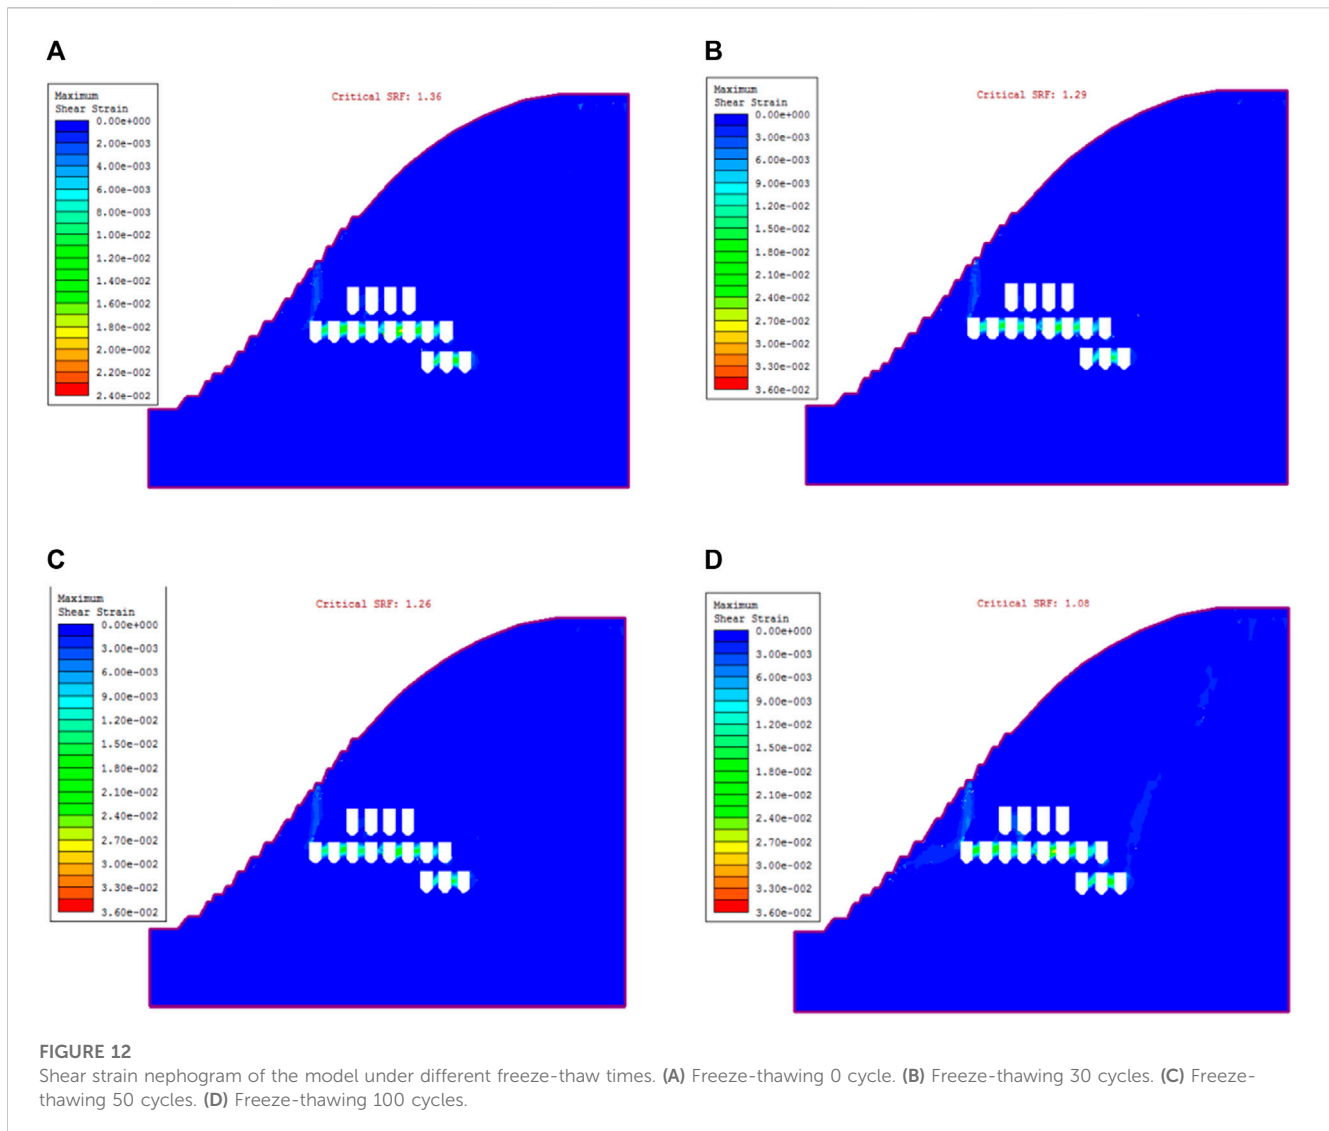 A
Critical SRF: 1.36
Maximum
Shear Strain
0.00e+000
2.00e-003
4.00e-003
6.00e-003
8.00e-003
1.00e-002
1.20e-002
1.40e-002
1.60e-002
1.80e-002
2.00e-002
2.20e-002
2.40e-002
B
Critical SRF: 1.29
Maximum
Shear Strain
0.00e+000
3.00e-003
6.00e-003
9.00e-003
1.20e-002
1.50e-002
1.80e-002
2.10e-002
2.40e-002
2.70e-002
3.00e-002
3.30e-002
3.60e-002
C
Critical SRF: 1.26
Maximum
Shear Strain
0.00e+000
3.00e-003
6.00e-003
9.00e-003
1.20e-002
1.50e-002
1.80e-002
2.10e-002
2.40e-002
2.70e-002
3.00e-002
3.30e-002
3.60e-002
D
Critical SRF: 1.08
Maximum
Shear Strain
0.00e+000
3.00e-003
6.00e-003
9.00e-003
1.20e-002
1.50e-002
1.80e-002
2.10e-002
2.40e-002
2.70e-002
3.00e-002
3.30e-002
3.60e-002
FIGURE 12
Shear strain nephogram of the model under different freeze-thaw times. (A) Freeze-thawing 0 cycle. (B) Freeze-thawing 30 cycles. (C) Freeze-
thawing 50 cycles. (D) Freeze-thawing 100 cycles.